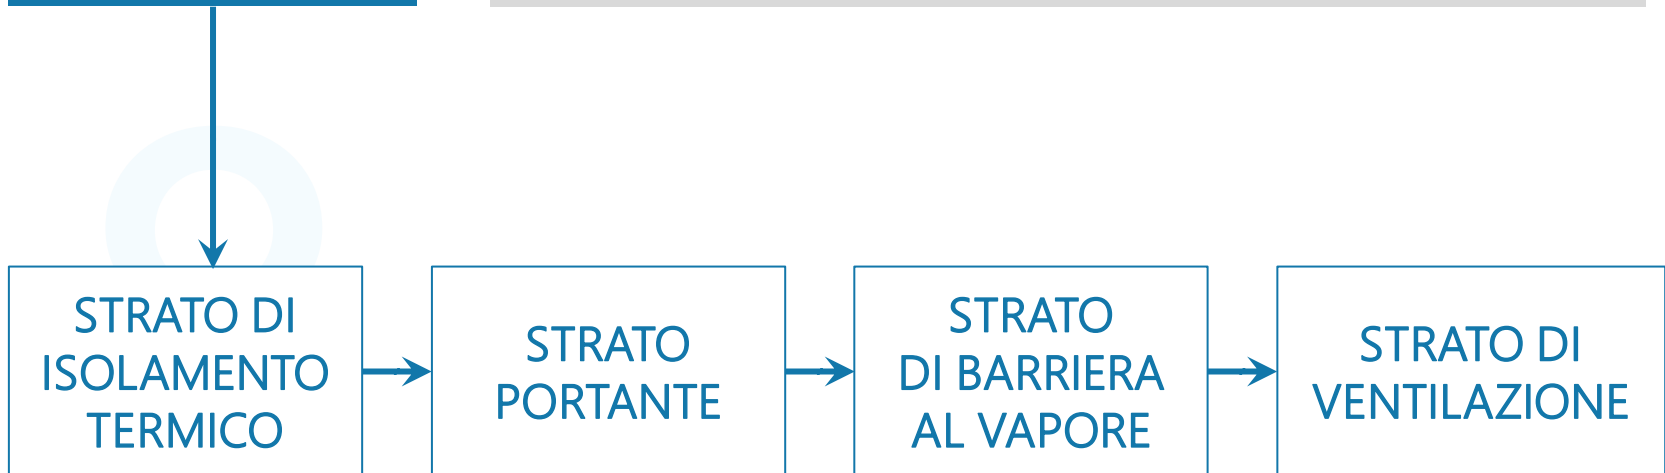 STRATO DI
ISOLAMENTO
TERMICO
STRATO
PORTANTE
STRATO
DI BARRIERA
AL VAPORE
STRATO DI
VENTILAZIONE